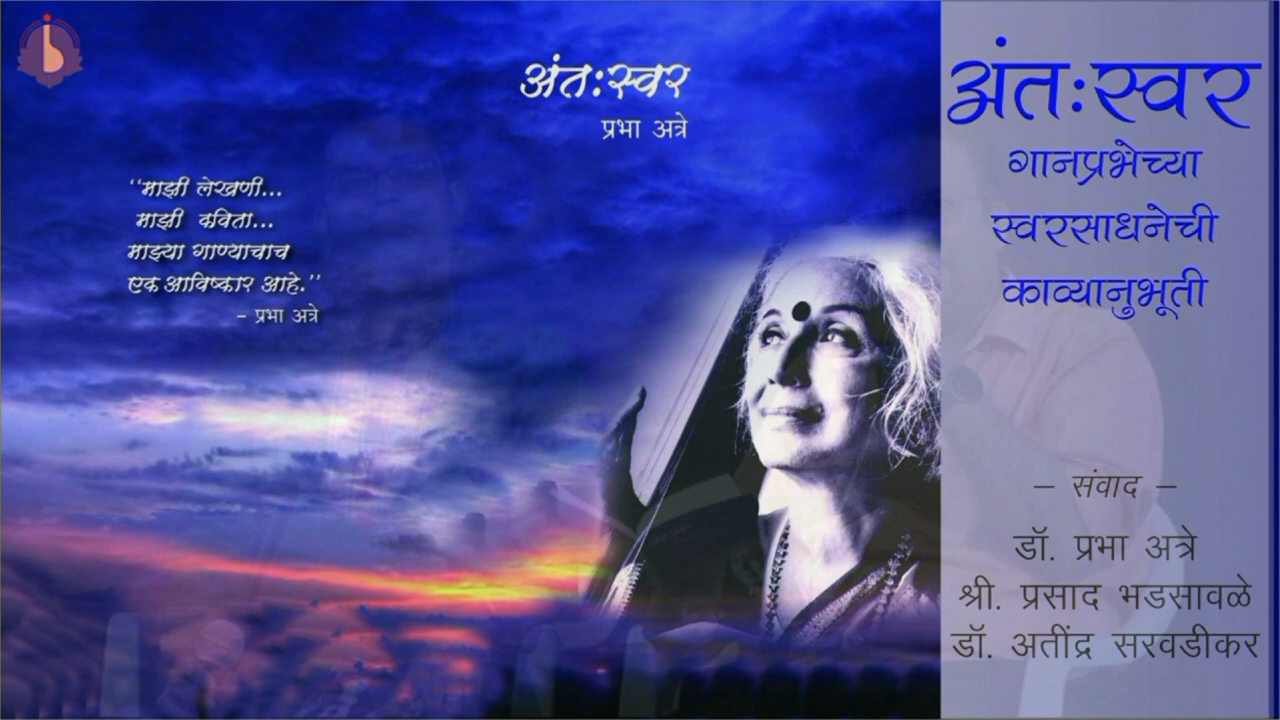 अंतःस्वर
प्रभा अत्रे
“माझी लेखणी...
माझी कविता...
माझ्या गाण्याचाच
एक आविष्कार आहे.”
– प्रभा अत्रे
अंतःस्वर
गानप्रभेच्या
स्वरसाधनेची
काव्यानुभूती
– संवाद –
डॉ. प्रभा अत्रे
श्री. प्रसाद भडसावळे
डॉ. अतींद्र सरवडीकर